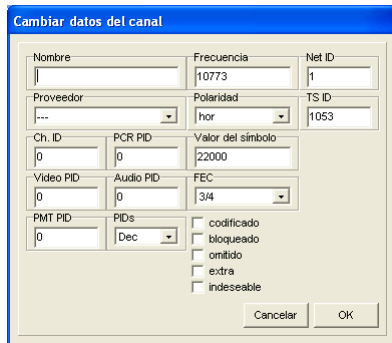 Cambiar datos del canal
Nombre Frecuencia Net ID
10773 1
Proveedor Polaridad TS ID
--- hor 1053
Ch. ID PCR PID Valor del símbolo
0 0 22000
Video PID Audio PID FEC
0 0 3/4
PMT PID PIDs
0 Dec
codificado
bloqueado
omitido
extra
indeseable
Cancelar OK